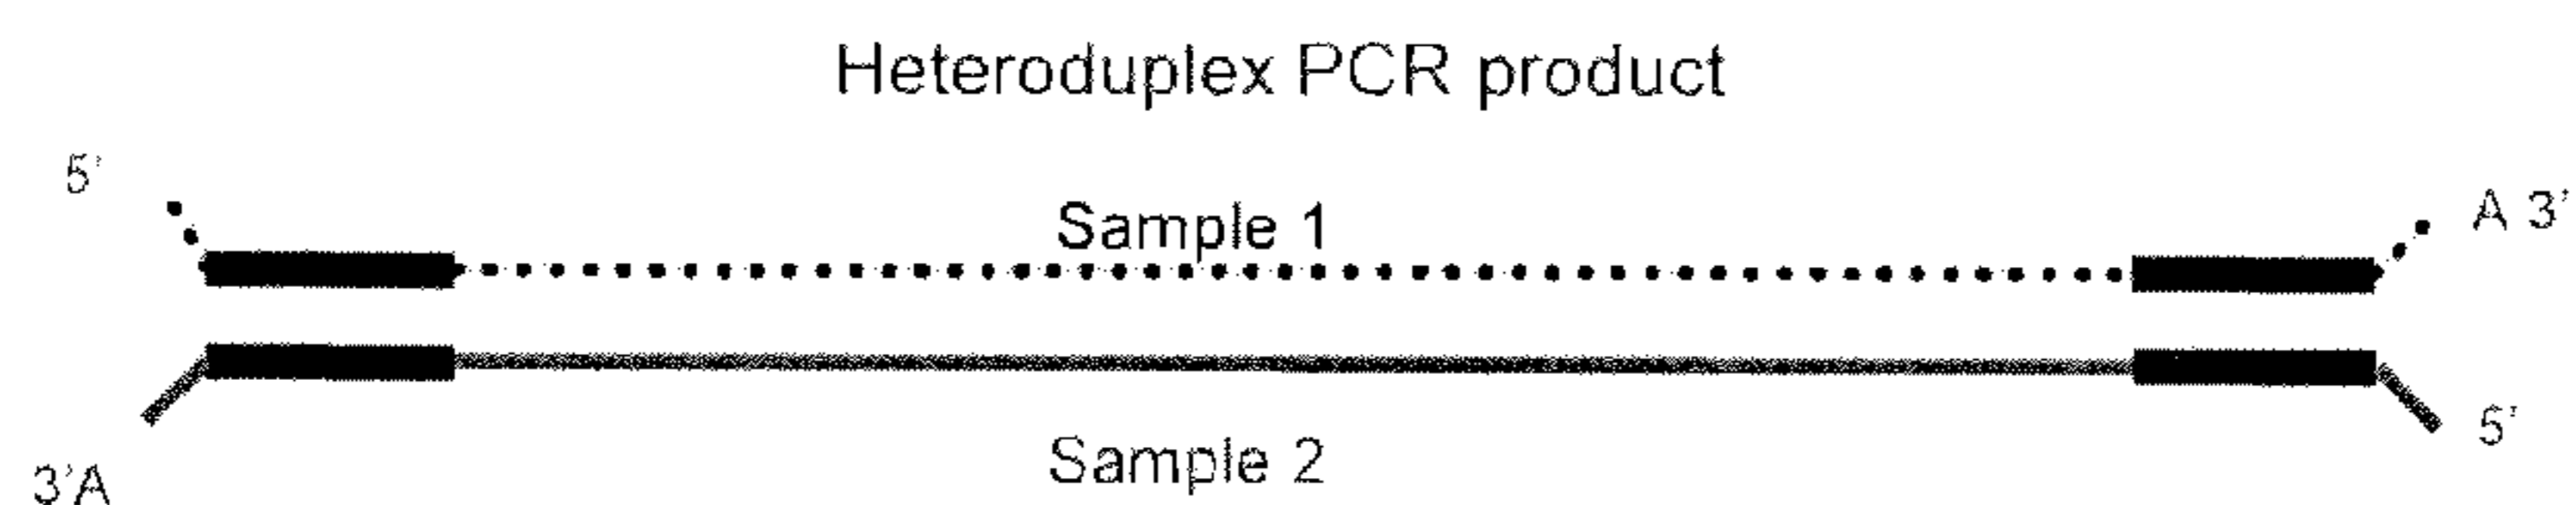 Heteroduplex PCR product
5'
Sample 1
A 3'
Sample 2
5'
3'A